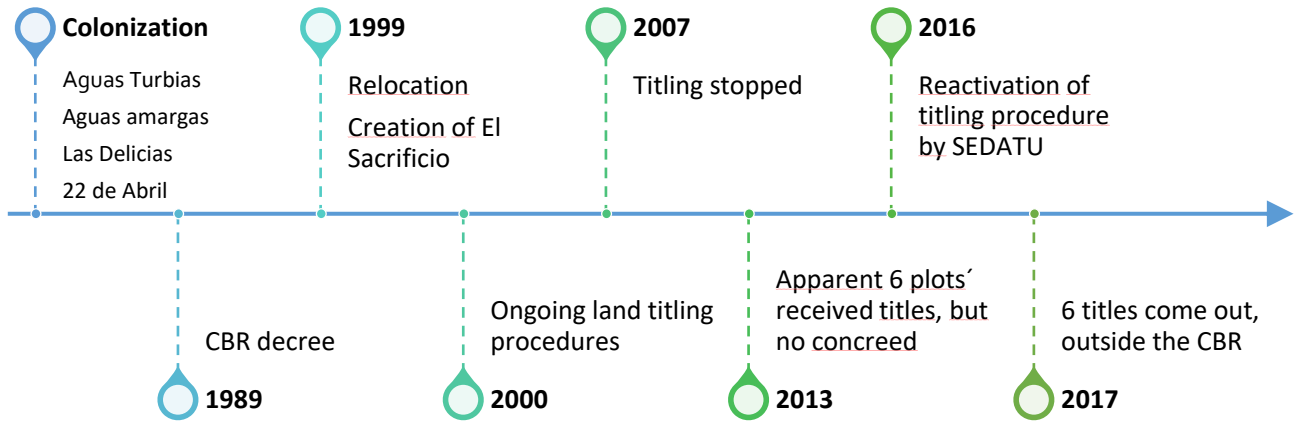 Colonization
Aguas Turbias
Aguas amargas
Las Delicias
22 de Abril
CBR decree
1989
1999
Relocation
Creation of El
Sacrificio
Ongoing land titling
procedures
2000
2007
Titling stopped
Apparent 6 plots´
received titles, but
no concreed
2013
2016
Reactivation of
titling procedure
by SEDATU
6 titles come out,
outside the CBR
2017